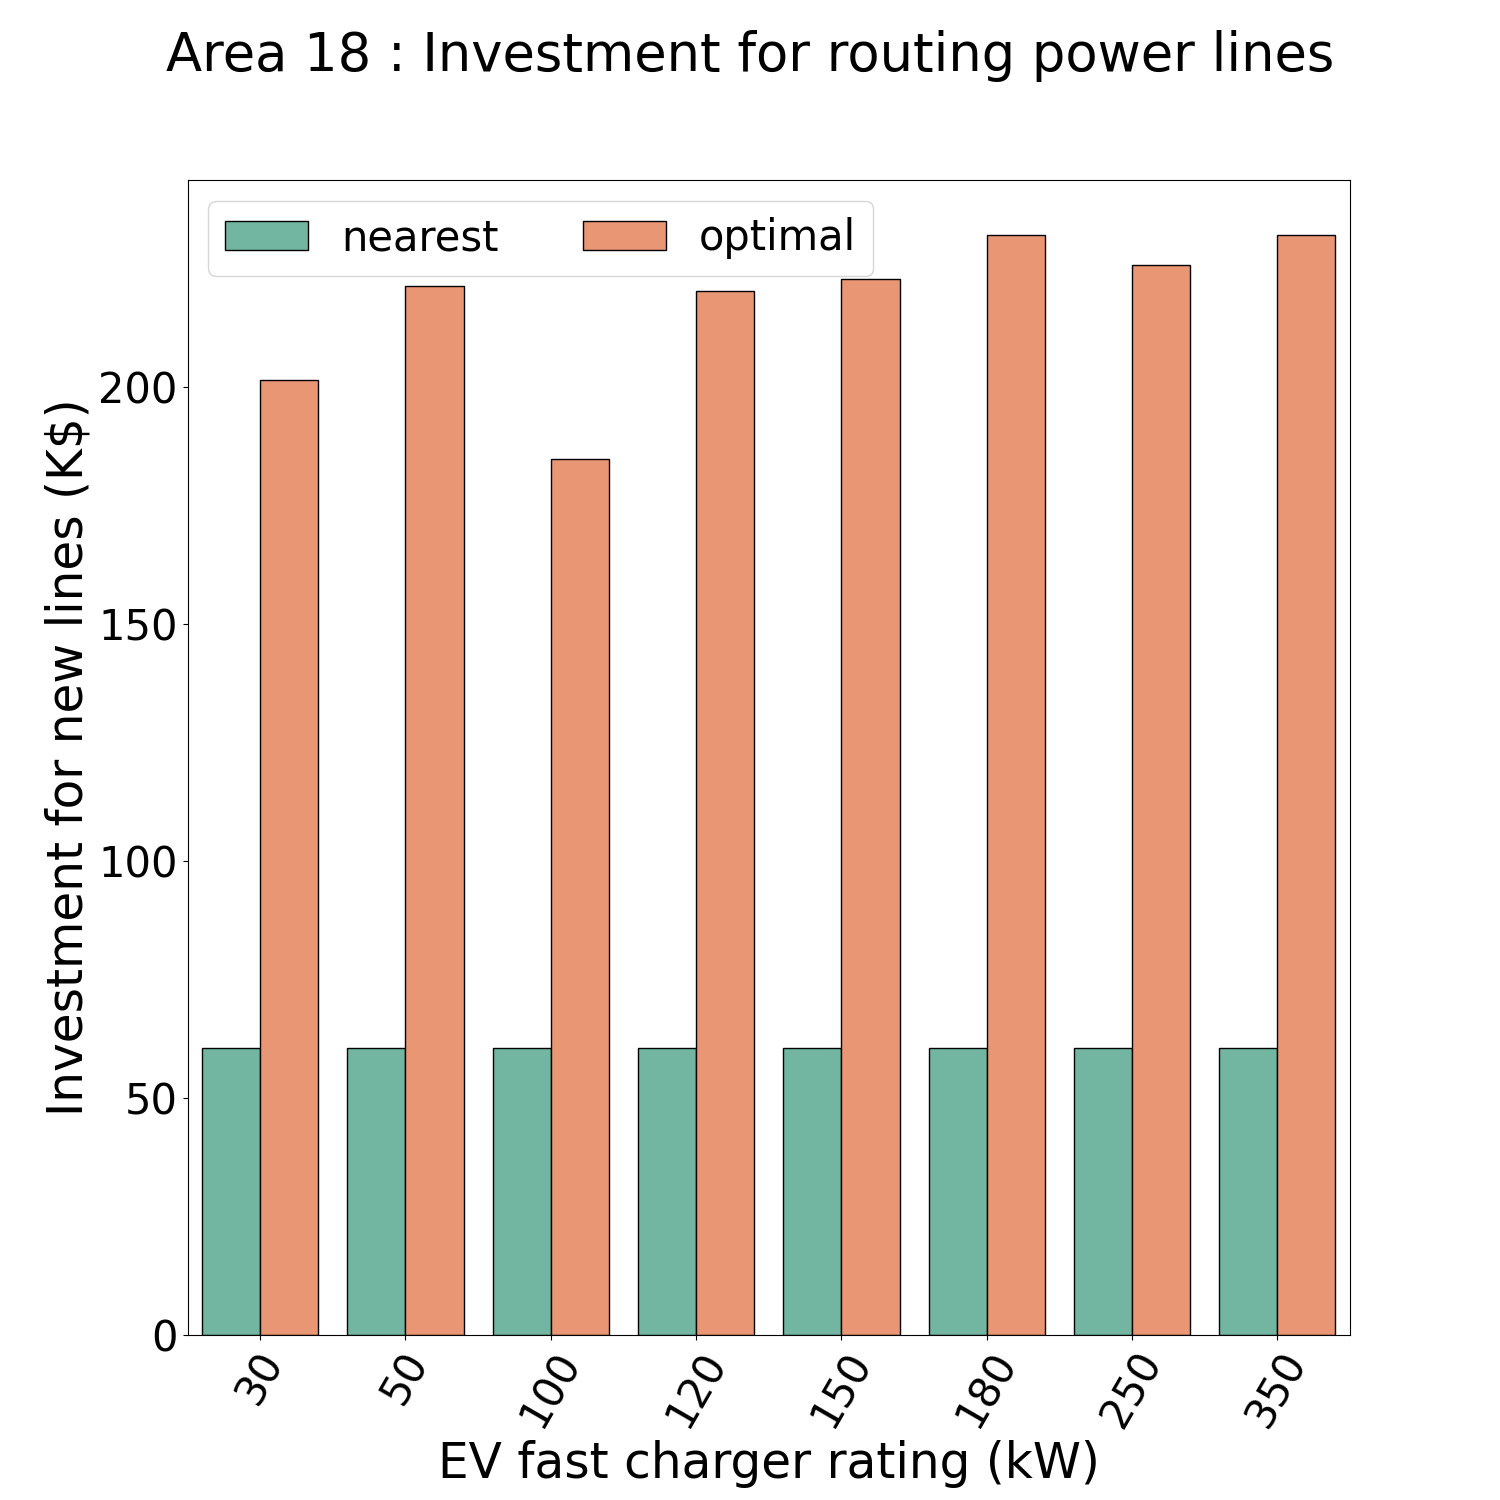 Area 18 : Investment for routing power lines
nearest
optimal
Investment for new lines (K$)
200
150
100
50
0
30
50
100
120
150
180
250
350
EV fast charger rating (kW)